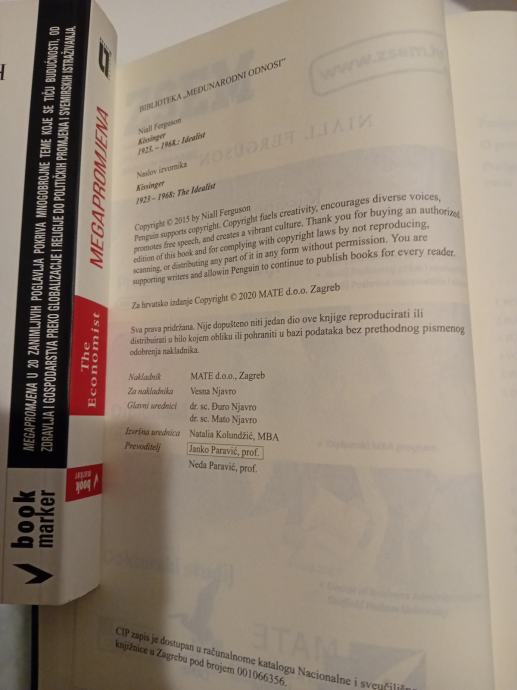 BIBLIOTEKA „MEĐUNARODNI ODNOSI"
Niall Ferguson
Kissinger
1923. – 1968.: Idealist
Naslov izvornika
Kissinger
1923 – 1968: The Idealist
Copyright © 2015 by Niall Ferguson
Penguin supports copyright. Copyright fuels creativity, encourages diverse voices,
promotes free speech, and creates a vibrant culture. Thank you for buying an authorized
edition of this book and for complying with copyright laws by not reproducing,
scanning, or distributing any part of it in any form without permission. You are
supporting writers and allowin Penguin to continue to publish books for every reader.
Za hrvatsko izdanje Copyright © 2020 MATE d.o.o. Zagreb
Sva prava pridržana. Nije dopušteno niti jedan dio ove knjige reproducirati ili
distribuirati u bilo kojem obliku ili pohraniti u bazi podataka bez prethodnog pismenog
odobrenja nakladnika.
Nakladnik MATE d.o.o., Zagreb
Za nakladnika Vesna Njavro
Glavni urednici dr. sc. Đuro Njavro
dr. sc. Mato Njavro
Izvršna urednica Natalia Kolundžić, MBA
Prevoditelj Janko Paravić, prof.
Neda Paravić, prof.
CIP zapis je dostupan u računalnome katalogu Nacionalne i sveučilišne
knjižnice u Zagrebu pod brojem 001066356.
MEGAPROMJENA U 20 ZANIMLJIVIH POGLAVLJA POKRIVA MNOGOBROJNE TEME KOJE SE TIČU BUDUĆNOSTI, OD
ZDRAVLJA I GOSPODARSTVA PREKO GLOBALIZACIJE I RELIGIJE DO POLITIČKIH PROMJENA I SVEMIRSKIH ISTRAŽIVANJA.
MEGAPROMJENA
The
Economist
book
marker
book
marker